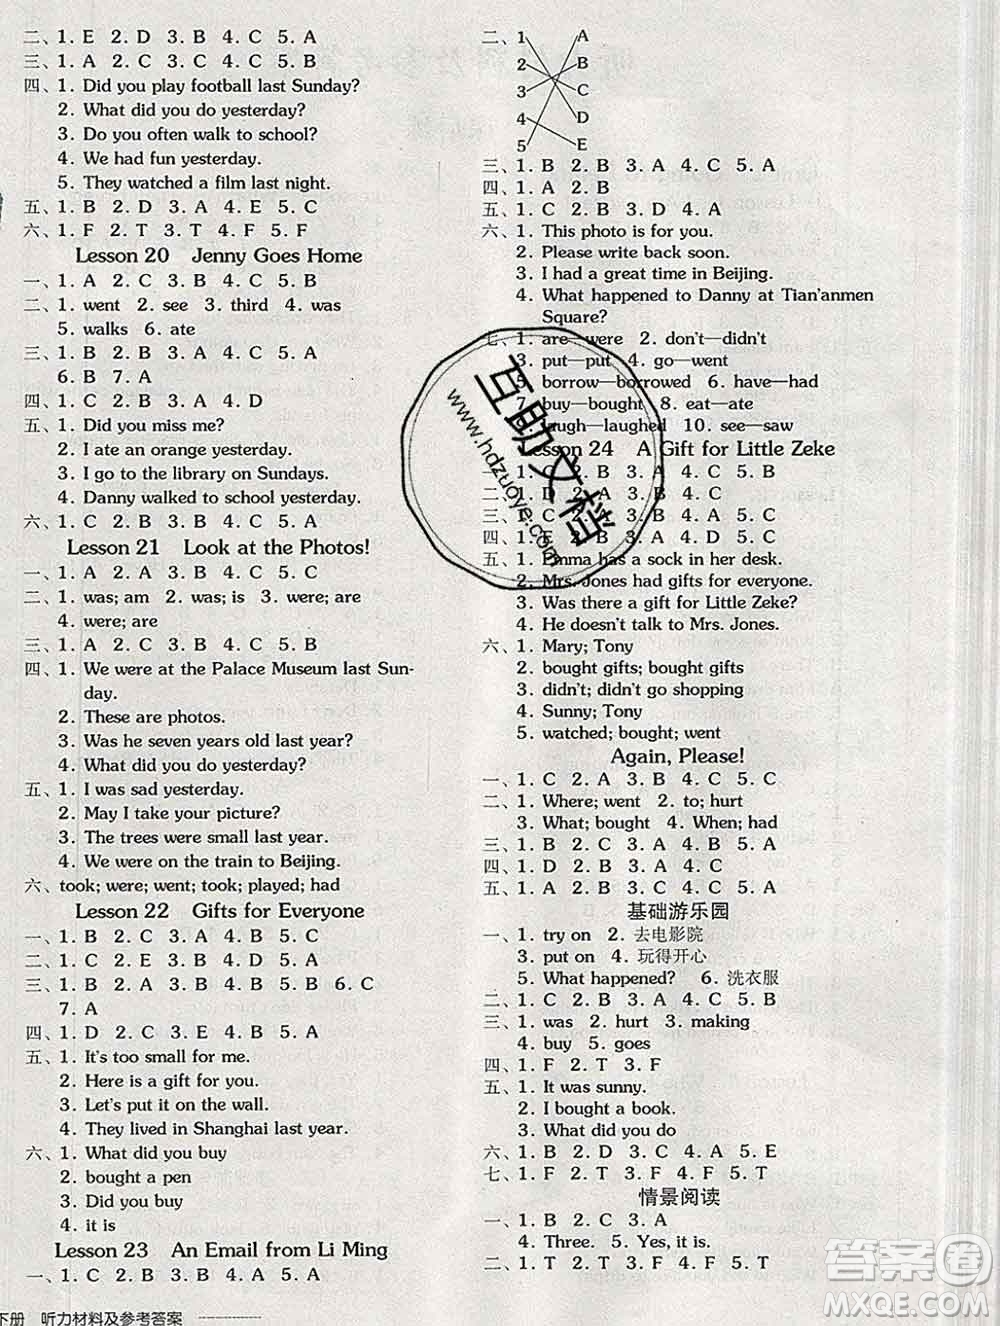 二、1. E 2. D 3. B 4. C 5. A
三、1. A 2. C 3. C 4. C 5. B
四、1. Did you play football last Sunday?
2. What did you do yesterday?
3. Do you often walk to school?
4. We had fun yesterday.
5. They watched a film last night.
五、1. B 2. D 3. A 4. E 5. C
六、1. F 2. T 3. T 4. F 5. F
Lesson 20 Jenny Goes Home
一、1. A 2. C 3. B 4. C 5. A
二、1. went 2. see 3. third 4. was
5. walks 6. ate
三、1. B 2. B 3. B 4. A 5. A
6. B 7. A
四、1. C 2. B 3. A 4. D
五、1. Did you miss me?
2. I ate an orange yesterday.
3. I go to the library on Sundays.
4. Danny walked to school yesterday.
六、1. C 2. B 3. B 4. C 5. A
Lesson 21 Look at the Photos!
一、1. A 2. A 3. B 4. C 5. B
二、1. was; am 2. was; is 3. were; are
4. were; are
三、1. A 2. C 3. B 4. C 5. B
四、1. We were at the Palace Museum last Sun-
day.
2. These are photos.
3. Was he seven years old last year?
4. What did you do yesterday?
五、1. I was sad yesterday.
2. May I take your picture?
3. The trees were small last year.
4. We were on the train to Beijing.
六、took; were; went; took; played; had
Lesson 22 Gifts for Everyone
一、1. B 2. C 3. A 4. B 5. C
二、1. C 2. E 3. B 4. D 5. A
三、1. B 2. A 3. B 4. B 5. B 6. C
7. A
四、1. D 2. C 3. E 4. B 5. A
五、1. It's too small for me.
2. Here is a gift for you.
3. Let's put it on the wall.
4. They lived in Shanghai last year.
六、1. What did you buy
2. bought a pen
3. Did you buy
4. it is
Lesson 23 An Email from Li Ming
一、1. C 2. B 3. A 4. B 5. C
下册 听力材料及参考答案
二、1 A
2 B
3 C
4 D
5 E
三、1. B 2. B 3. A 4. C 5. A
四、1. A 2. B
五、1. C 2. B 3. D 4. A
六、1. This photo is for you.
2. Please write back soon.
3. I had a great time in Beijing.
4. What happened to Danny at Tian'anmen
Square?
七、1. are—were 2. don't—didn't
3. put—put 4. go—went
5. borrow—borrowed 6. have—had
7. buy—bought 8. eat—ate
9. laugh—laughed 10. see—saw
Lesson 24 A Gift for Little Zeke
一、1. C 2. C 3. A 4. C 5. B
二、1. D 2. A 3. B 4. C
三、1. C 2. A 3. C 4. B 5. B
四、1. E 2. B 3. A 4. D 5. C
五、1. Emma has a sock in her desk.
2. Mrs. Jones had gifts for everyone.
3. Was there a gift for Little Zeke?
4. He doesn't talk to Mrs. Jones.
六、1. Mary; Tony
2. bought gifts; bought gifts
3. didn't; didn't go shopping
4. Sunny; Tony
5. watched; bought; went
Again, Please!
一、1. C 2. A 3. B 4. C 5. C
二、1. Where; went 2. to; hurt
3. What; bought 4. When; had
三、1. B 2. C 3. A 4. B 5. A
四、1. D 2. B 3. A 4. C
五、1. A 2. B 3. C 4. C 5. A
基础游乐园
一、1. try on 2. 去电影院
3. put on 4. 玩得开心
5. What happened? 6. 洗衣服
二、1. C 2. B 3. A 4. C 5. B
三、1. was 2. hurt 3. making
4. buy 5. goes
四、1. F 2. T 3. F
五、1. It was sunny.
2. I bought a book.
3. What did you do
六、1. B 2. D 3. C 4. A 5. E
七、1. F 2. T 3. F 4. F 5. T
情景阅读
一、1. B 2. C 3. A
4. Three. 5. Yes, it is.
二、1. T 2. F 3. F 4. F 5. T
互助文档
www.hdzuoye.com
答案圈
MXQE.COM